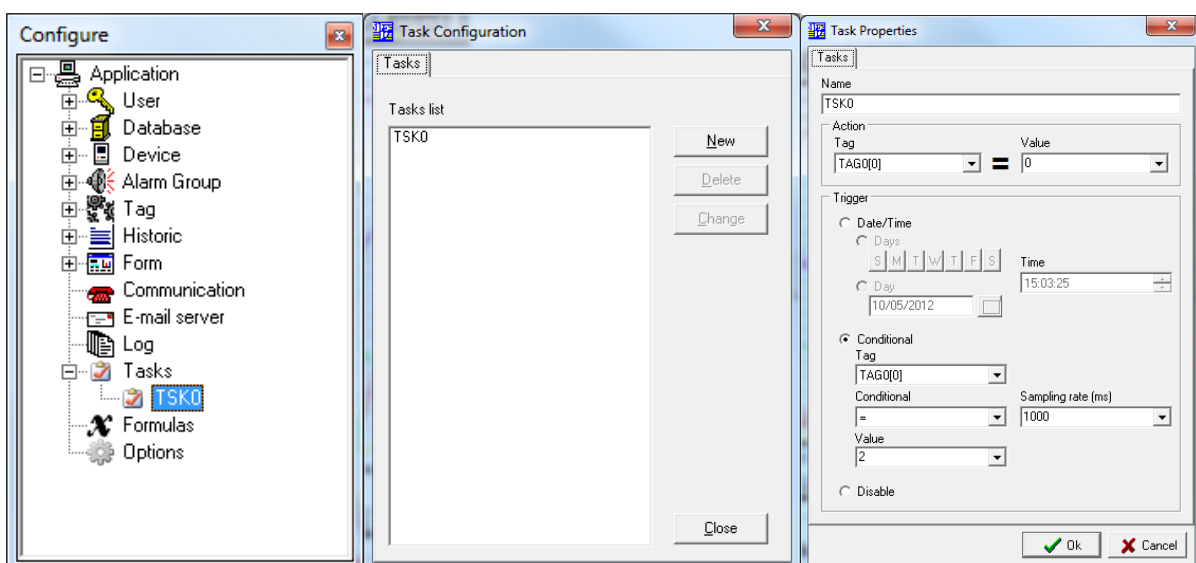 Configure
Application
User
Database
Device
Alarm Group
Tag
Historic
Form
Communication
E-mail server
Log
Tasks
TSK0
Formulas
Options
Task Configuration
Tasks
Tasks list
TSK0
New
Delete
Change
Close
Task Properties
Tasks
Name
TSK0
Action
Tag Value
TAG0[0] = 0
Trigger
Date/Time
Days
S M T W T F S
Time
15:03:25
Day
10/05/2012
Conditional
Tag
TAG0[0]
Conditional Sampling rate (ms)
= 1000
Value
2
Disable
Ok Cancel